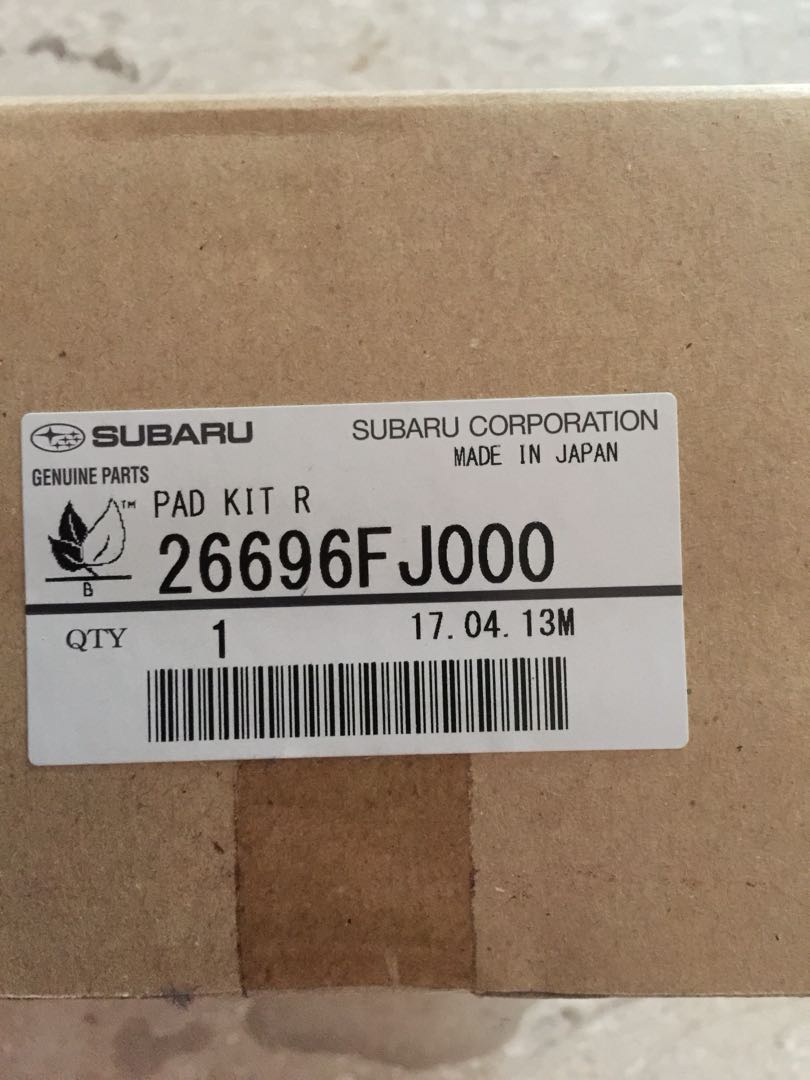 SUBARU
SUBARU CORPORATION
MADE IN JAPAN
GENUINE PARTS
TM
PAD KIT R
26696FJ000
B
QTY 1 17.04.13M